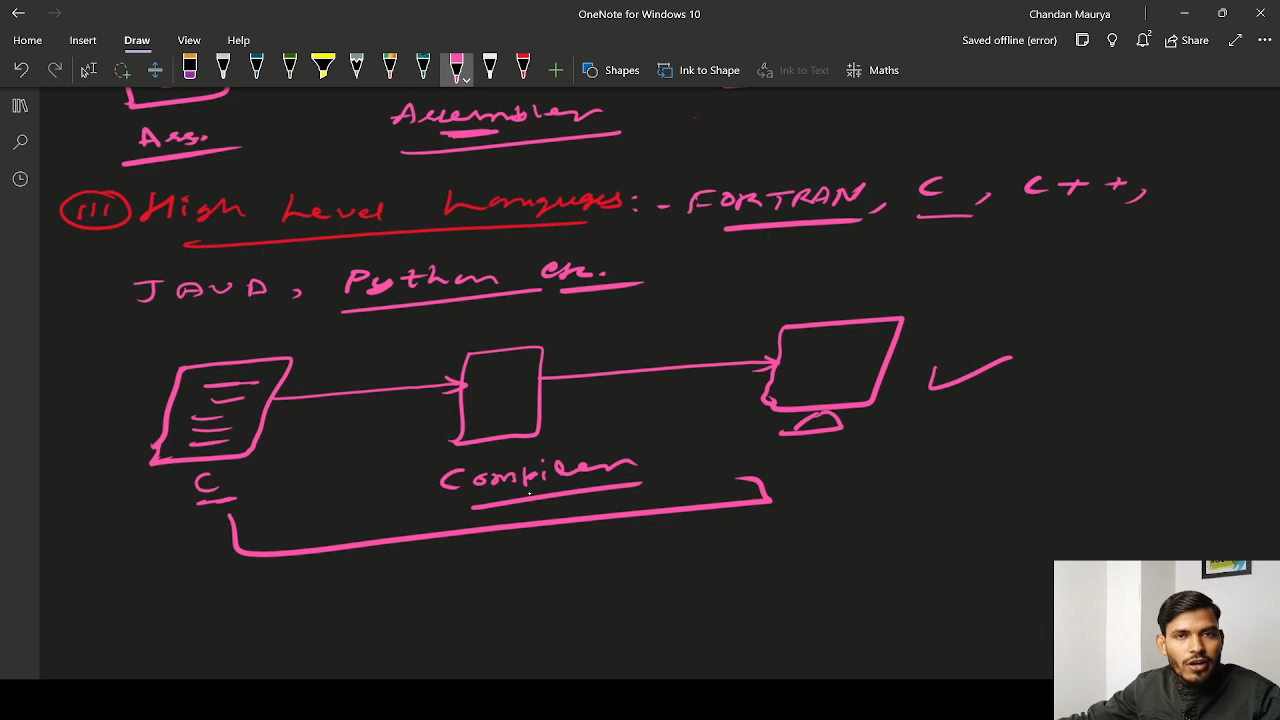 OneNote for Windows 10
Chandan Maurya
Home Insert Draw View Help
Saved offline (error)
Share
Shapes
Ink to Shape
Ink to Text
Maths
Assembler
Ass.
(III) High Level Languges :- FORTRAN, C, C++,
JAVA, Python etc.
C
Compiler